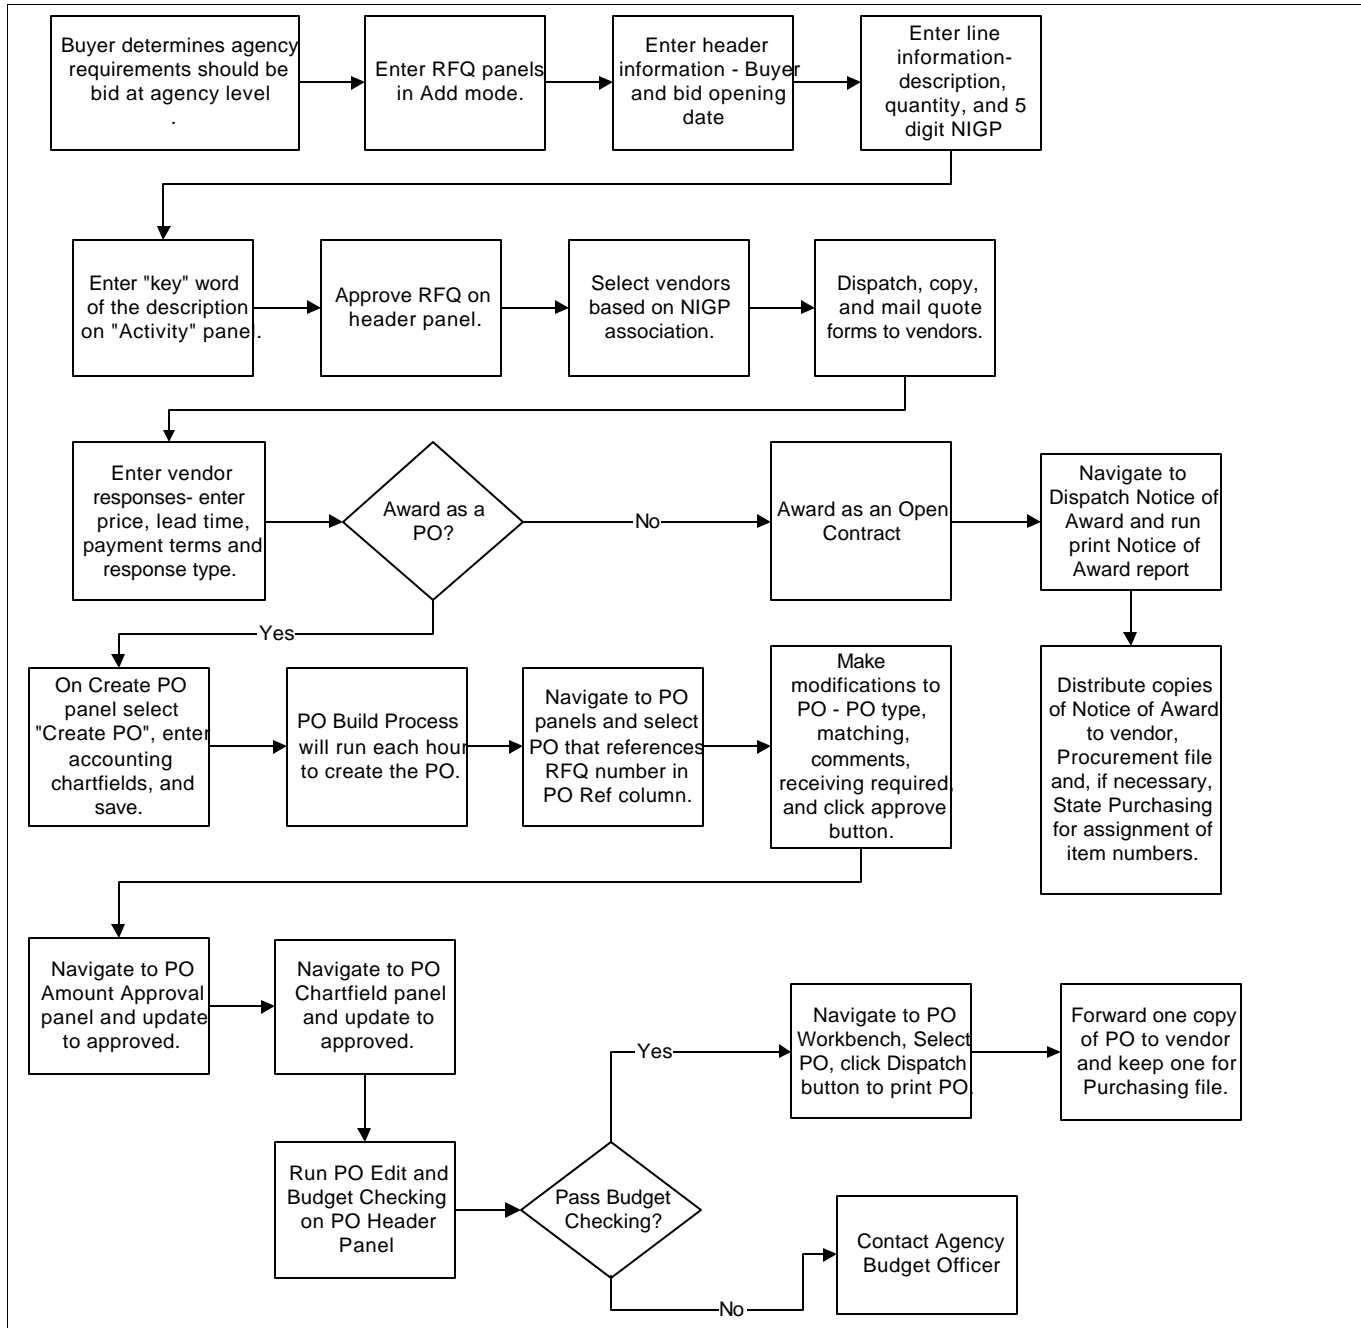 Buyer determines agency
requirements should be
bid at agency level
.
Enter RFQ panels
in Add mode.
Enter header
information - Buyer
and bid opening
date
Enter line
information-
description,
quantity, and 5
digit NIGP
Enter "key" word
of the description
on "Activity" panel.
Approve RFQ on
header panel.
Select vendors
based on NIGP
association.
Dispatch, copy,
and mail quote
forms to vendors.
Enter vendor
responses- enter
price, lead time,
payment terms and
response type.
Award as a
PO?
No
Award as an Open
Contract
Navigate to
Dispatch Notice of
Award and run
print Notice of
Award report
Yes
On Create PO
panel select
"Create PO", enter
accounting
chartfields, and
save.
PO Build Process
will run each hour
to create the PO.
Navigate to PO
panels and select
PO that references
RFQ number in
PO Ref column.
Make
modifications to
PO - PO type,
matching,
comments,
receiving required,
and click approve
button.
Distribute copies
of Notice of Award
to vendor,
Procurement file
and, if necessary,
State Purchasing
for assignment of
item numbers.
Navigate to PO
Amount Approval
panel and update
to approved.
Navigate to PO
Chartfield panel
and update to
approved.
Yes
Navigate to PO
Workbench, Select
PO, click Dispatch
button to print PO.
Forward one copy
of PO to vendor
and keep one for
Purchasing file.
Run PO Edit and
Budget Checking
on PO Header
Panel
Pass Budget
Checking?
No
Contact Agency
Budget Officer